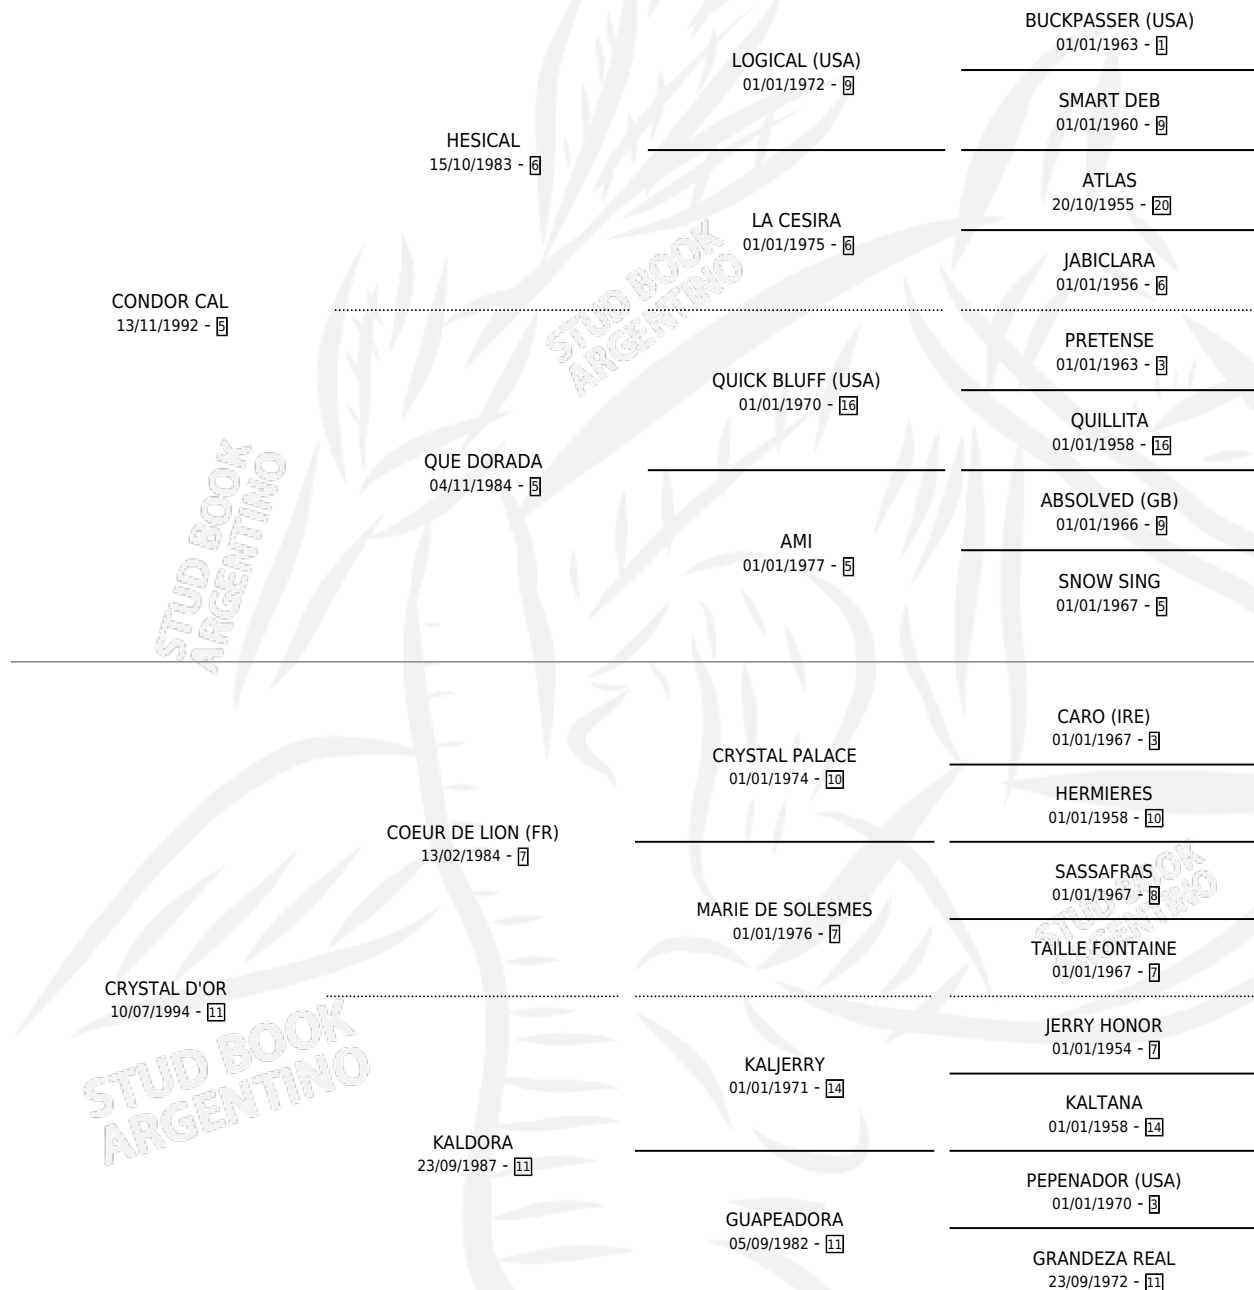 BUCKPASSER (USA)
01/01/1963 - 1
LOGICAL (USA)
01/01/1972 - 9
SMART DEB
01/01/1960 - 9
HESICAL
15/10/1983 - 6
ATLAS
20/10/1955 - 20
LA CESIRA
01/01/1975 - 6
JABICLARA
01/01/1956 - 6
CONDOR CAL
13/11/1992 - 5
PRETENSE
01/01/1963 - 3
QUICK BLUFF (USA)
01/01/1970 - 16
QUILLITA
01/01/1958 - 16
QUE DORADA
04/11/1984 - 5
ABSOLVED (GB)
01/01/1966 - 9
AMI
01/01/1977 - 5
SNOW SING
01/01/1967 - 5
STUD BOOK
ARGENTINO
STUD BOOK
ARGENTINO
CARO (IRE)
01/01/1967 - 3
CRYSTAL PALACE
01/01/1974 - 10
HERMIERES
01/01/1958 - 10
COEUR DE LION (FR)
13/02/1984 - 7
SASSAFRAS
01/01/1967 - 8
MARIE DE SOLESMES
01/01/1976 - 7
TAILLE FONTAINE
01/01/1967 - 7
CRYSTAL D'OR
10/07/1994 - 11
JERRY HONOR
01/01/1954 - 7
KALJERRY
01/01/1971 - 14
KALTANA
01/01/1958 - 14
KALDORA
23/09/1987 - 11
PEPENADOR (USA)
01/01/1970 - 3
GUAPEADORA
05/09/1982 - 11
GRANDEZA REAL
23/09/1972 - 11
STUD BOOK
ARGENTINO
STUD BOOK
ARGENTINO